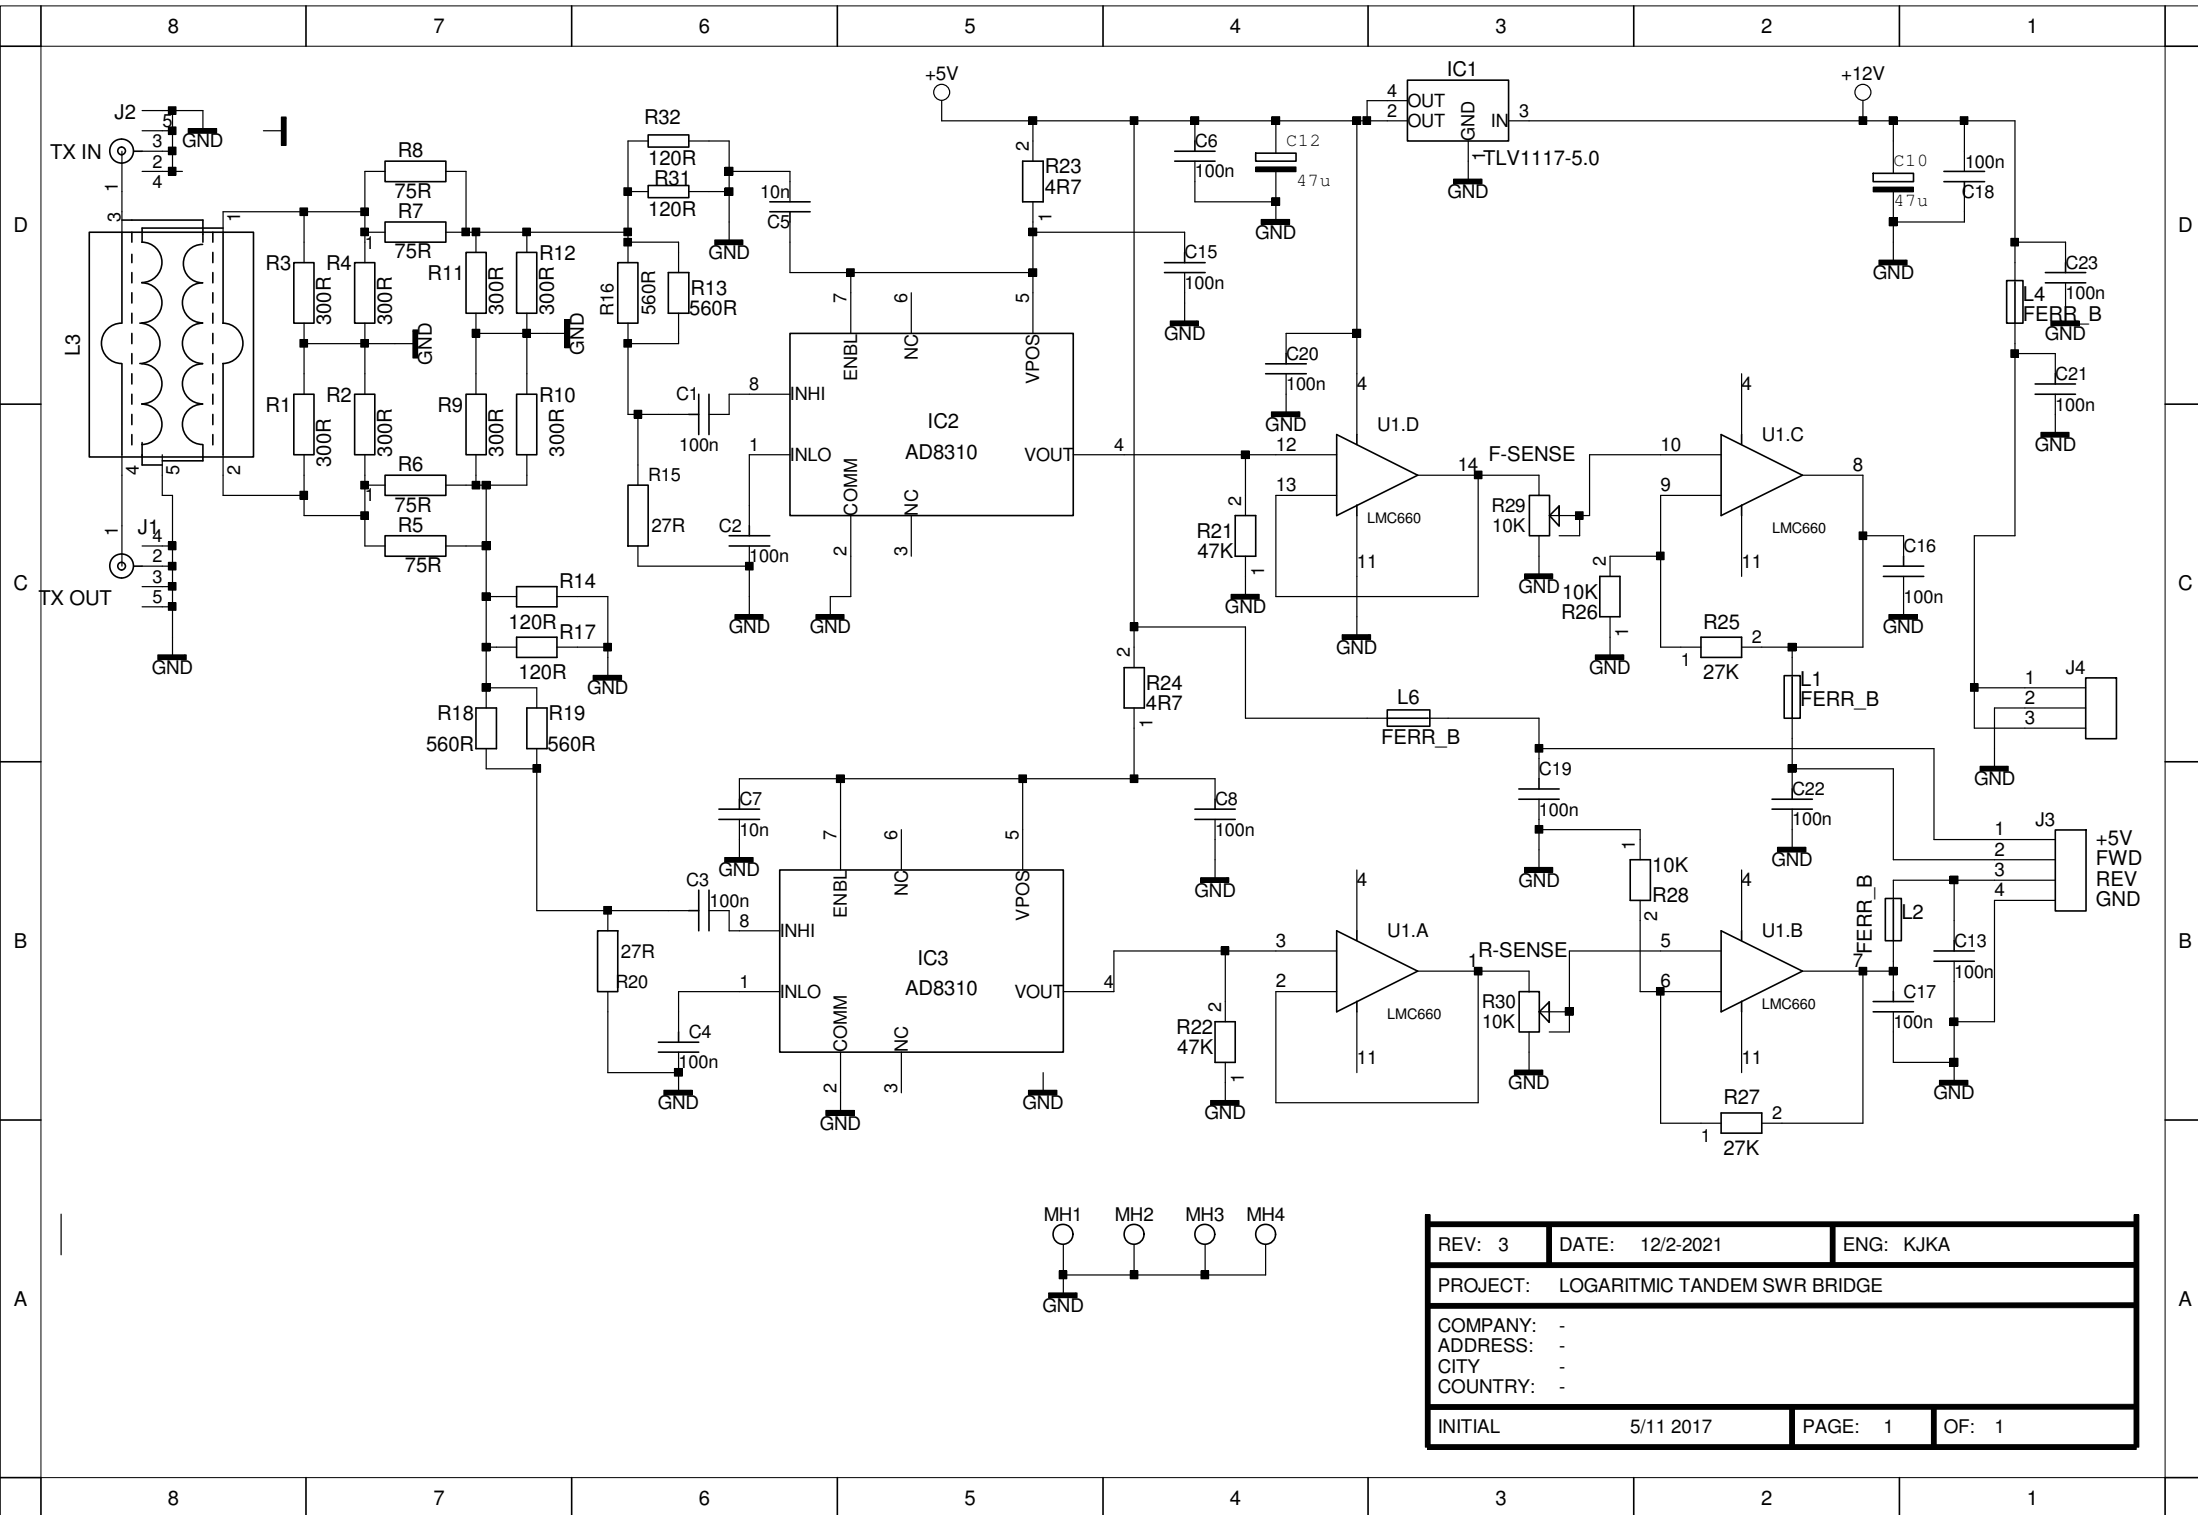 8 7 6 5 4 3 2 1
D
C
B
A
D
C
B
A
J2
TX IN
5
3
2
4
1
GND
L3
3
1
4
5
2
J1
1
4
2
3
5
TX OUT
GND
R8
75R
R7
75R
1
R3
300R
R4
300R
R11
300R
R12
300R
GND
GND
R1
300R
R2
300R
R9
300R
R10
300R
R6
75R
1
R5
75R
R32
120R
R31
120R
GND
10n
C5
R16
560R
R13
560R
C1
100n
R15
27R
C2
100n
GND
R14
120R
R17
120R
GND
R18
560R
R19
560R
+5V
2
R23
4R7
1
C15
100n
GND
7
6
5
ENBL
NC
VPOS
8
INHI
1
INLO
IC2
AD8310
VOUT
4
COMM
NC
2
3
GND
C6
100n
C12
47u
GND
IC1
4
2
OUT
OUT
GND
IN
3
1
TLV1117-5.0
GND
+12V
C10
47u
100n
C18
GND
C23
100n
GND
L4
FERR_B
C21
100n
GND
C20
100n
GND
4
12
13
U1.D
14
LMC660
11
GND
2
R21
47K
1
GND
F-SENSE
R29
10K
GND
4
10
9
U1.C
8
LMC660
11
2
10K
R26
1
GND
R25
1
2
27K
C16
100n
GND
L1
FERR_B
J4
1
2
3
GND
2
R24
4R7
1
L6
FERR_B
C19
100n
GND
C22
100n
GND
J3
1
2
3
4
+5V
FWD
REV
GND
C7
10n
GND
C8
100n
GND
7
6
5
ENBL
NC
VPOS
C3
100n
8
INHI
1
INLO
IC3
AD8310
VOUT
4
COMM
NC
2
3
GND
GND
27R
R20
C4
100n
GND
4
3
2
U1.A
1
LMC660
11
2
R22
47K
1
GND
R-SENSE
R30
10K
GND
1
10K
R28
2
4
5
6
U1.B
7
LMC660
11
R27
1
2
27K
FERR_B
L2
C13
100n
C17
100n
GND
MH1 MH2 MH3 MH4
GND
REV: 3 DATE: 12/2-2021 ENG: KJKA
PROJECT: LOGARITMIC TANDEM SWR BRIDGE
COMPANY: -
ADDRESS: -
CITY -
COUNTRY: -
INITIAL 5/11 2017 PAGE: 1 OF: 1
8 7 6 5 4 3 2 1